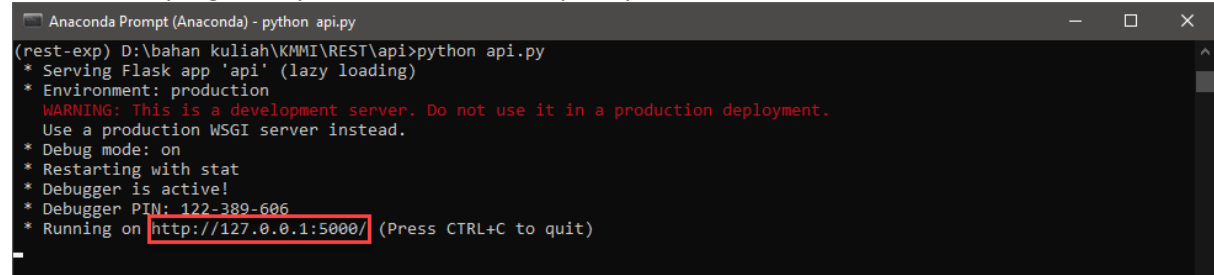 Anaconda Prompt (Anaconda) - python  api.py
(rest-exp) D:\bahan kuliah\KMMI\REST\api>python api.py
 * Serving Flask app 'api' (lazy loading)
 * Environment: production
   WARNING: This is a development server. Do not use it in a production deployment.
   Use a production WSGI server instead.
 * Debug mode: on
 * Restarting with stat
 * Debugger is active!
 * Debugger PIN: 122-389-606
 * Running on http://127.0.0.1:5000/ (Press CTRL+C to quit)